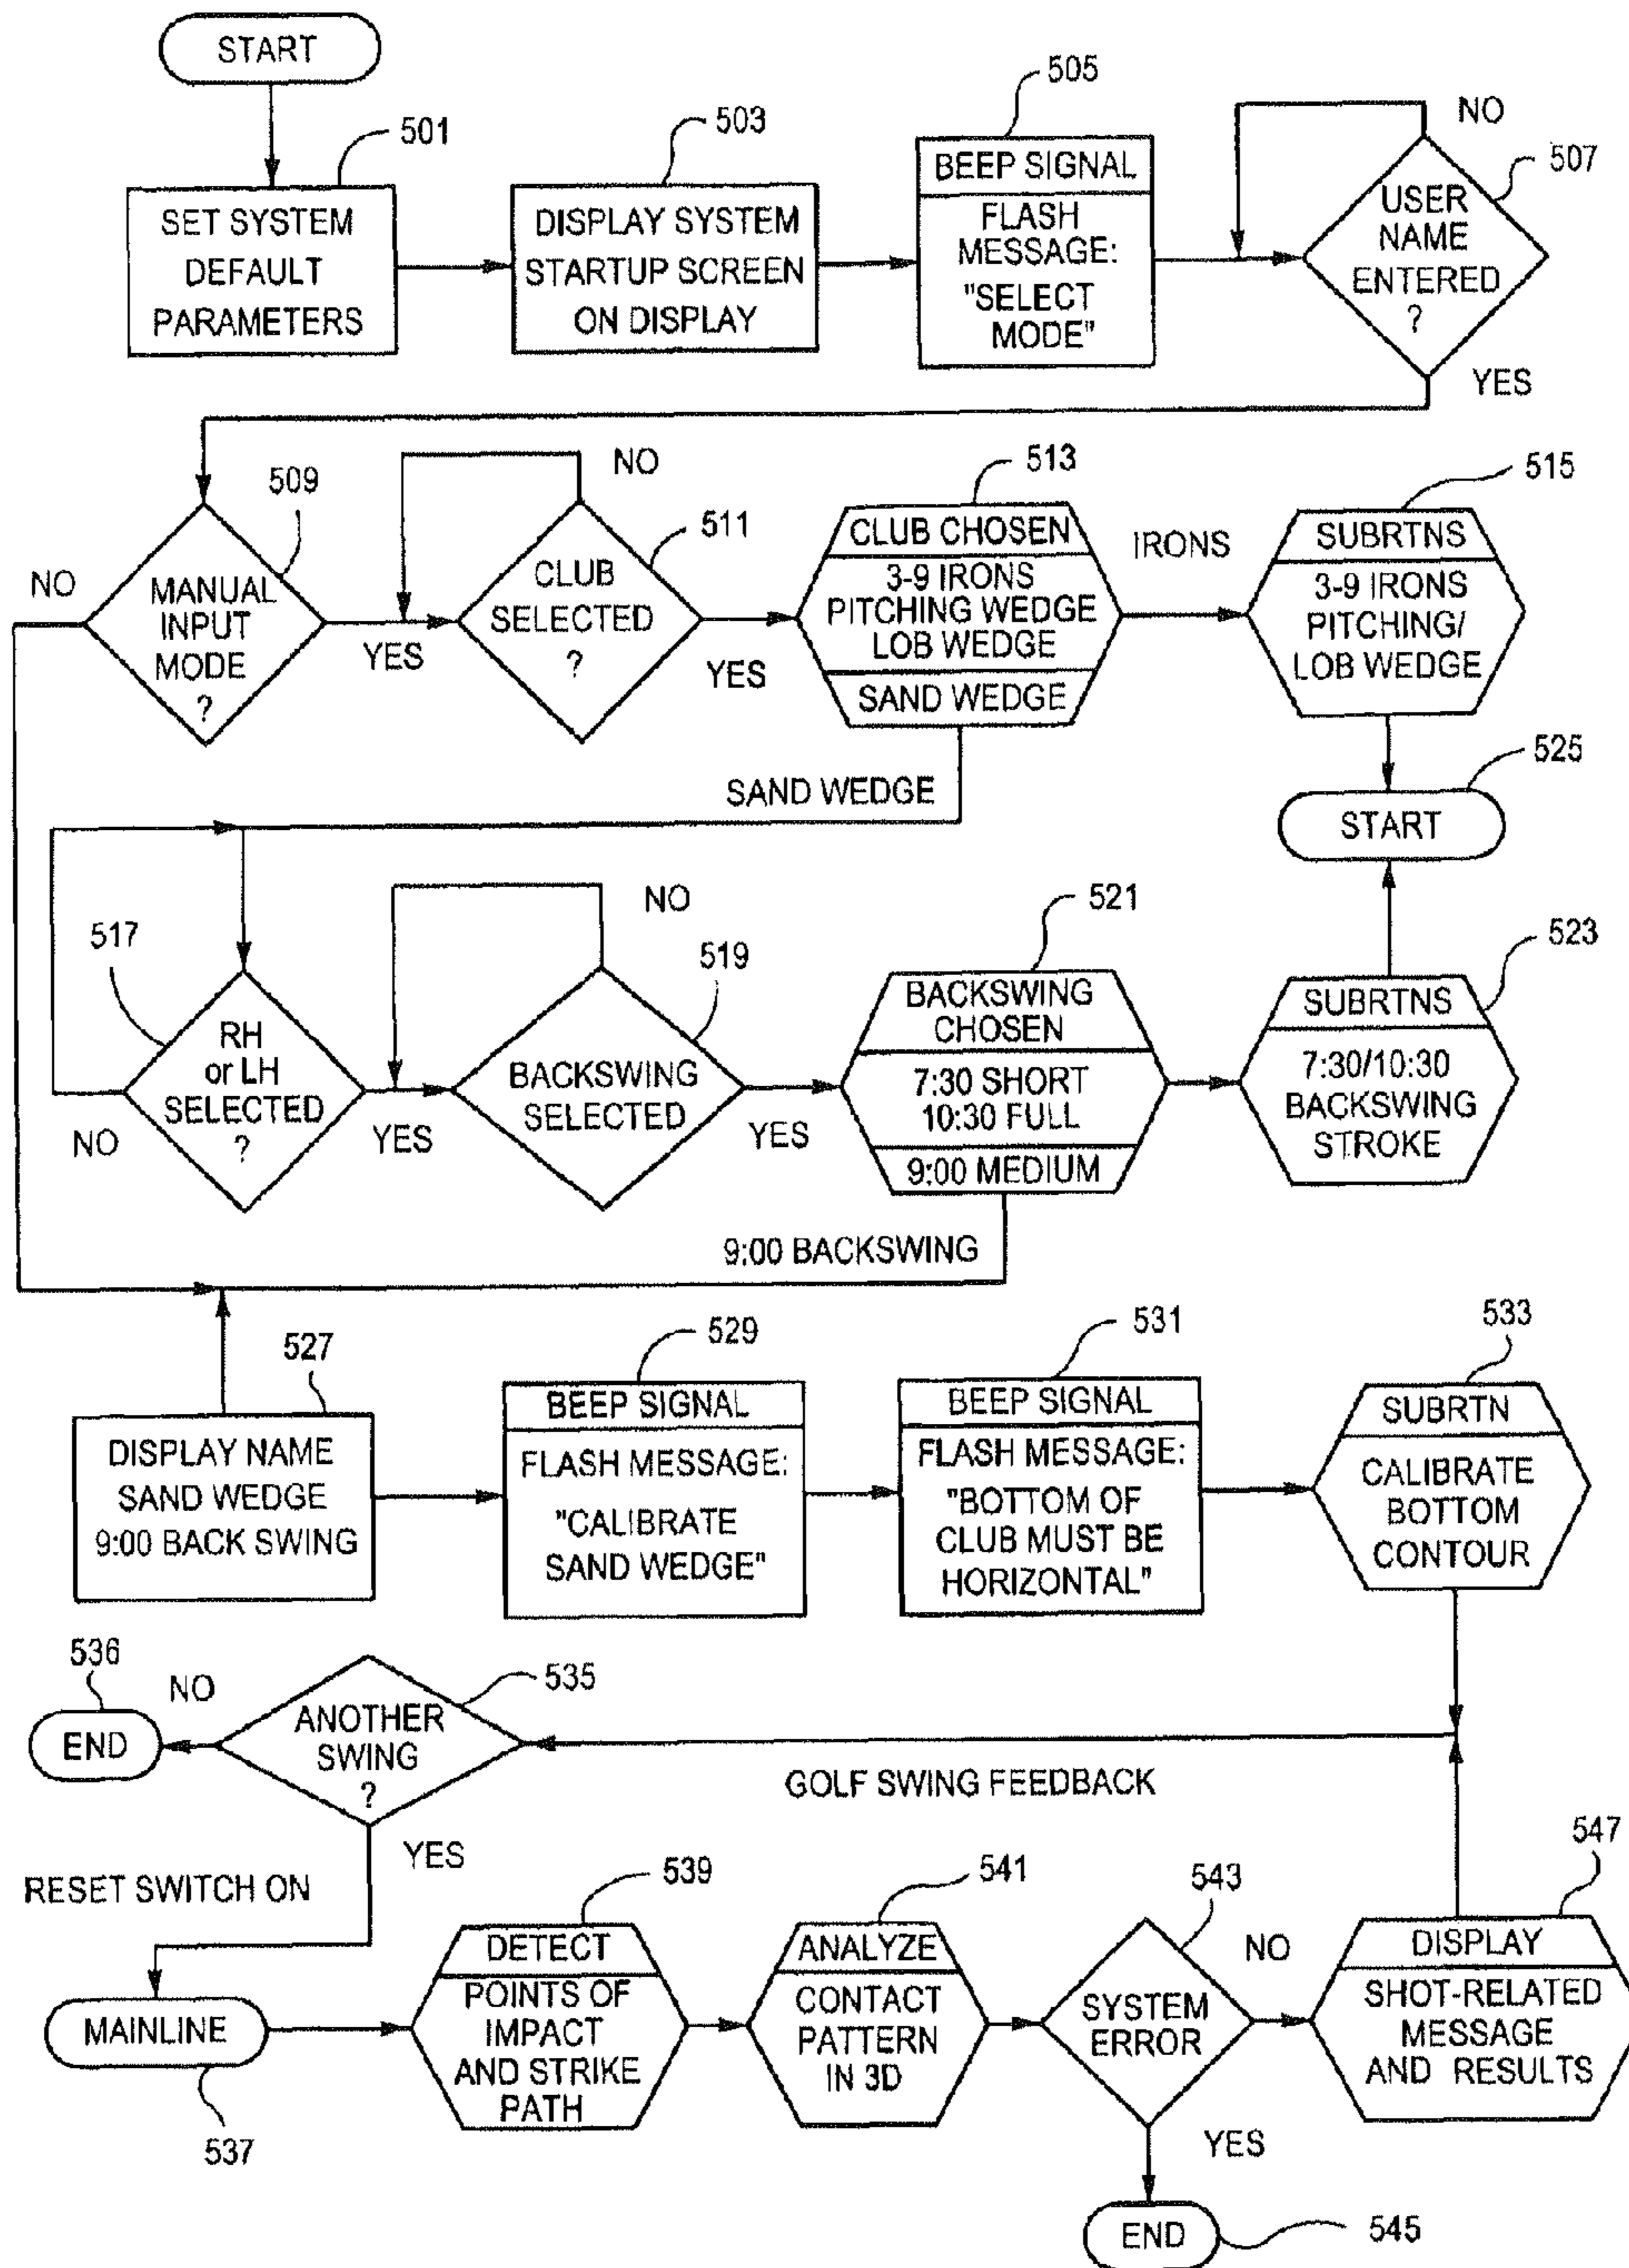 START
501
SET SYSTEM
DEFAULT
PARAMETERS
503
DISPLAY SYSTEM
STARTUP SCREEN
ON DISPLAY
505
BEEP SIGNAL
FLASH
MESSAGE:
"SELECT
MODE"
NO
507
USER
NAME
ENTERED
?
YES
509
NO
MANUAL
INPUT
MODE
?
YES
NO
511
CLUB
SELECTED
?
YES
513
CLUB CHOSEN
3-9 IRONS
PITCHING WEDGE
LOB WEDGE
SAND WEDGE
IRONS
515
SUBRTNS
3-9 IRONS
PITCHING/
LOB WEDGE
SAND WEDGE
525
START
517
RH
or LH
SELECTED
?
NO
YES
NO
519
BACKSWING
SELECTED
YES
521
BACKSWING
CHOSEN
7:30 SHORT
10:30 FULL
9:00 MEDIUM
523
SUBRTNS
7:30/10:30
BACKSWING
STROKE
9:00 BACKSWING
527
DISPLAY NAME
SAND WEDGE
9:00 BACK SWING
529
BEEP SIGNAL
FLASH MESSAGE:
"CALIBRATE
SAND WEDGE"
531
BEEP SIGNAL
FLASH MESSAGE:
"BOTTOM OF
CLUB MUST BE
HORIZONTAL"
533
SUBRTN
CALIBRATE
BOTTOM
CONTOUR
536
END
NO
535
ANOTHER
SWING
?
YES
GOLF SWING FEEDBACK
RESET SWITCH ON
MAINLINE
537
539
DETECT
POINTS OF
IMPACT
AND STRIKE
PATH
541
ANALYZE
CONTACT
PATTERN
IN 3D
543
SYSTEM
ERROR
NO
YES
547
DISPLAY
SHOT-RELATED
MESSAGE
AND RESULTS
END
545